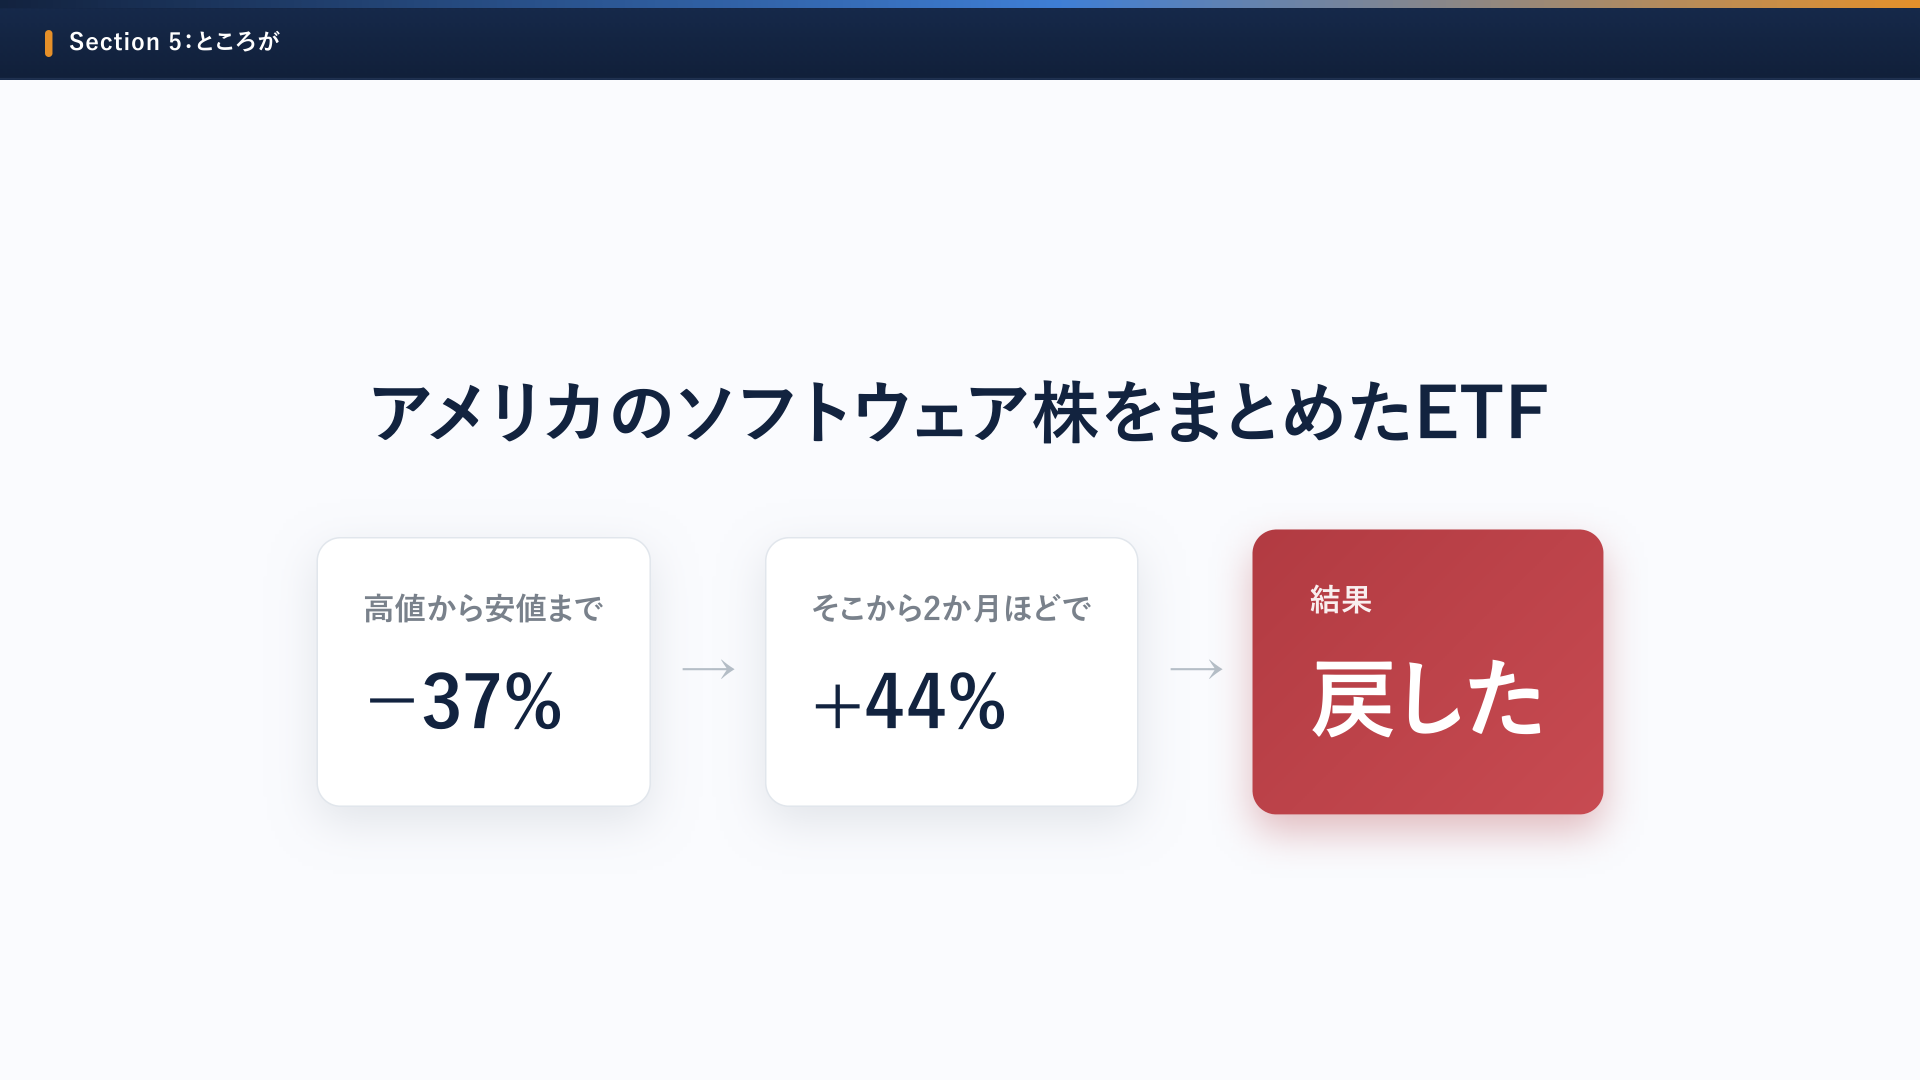 Section 5：ところが
アメリカのソフトウェア株をまとめたETF
高値から安値まで
−37%
→
そこから2か月ほどで
+44%
→
結果
戻した